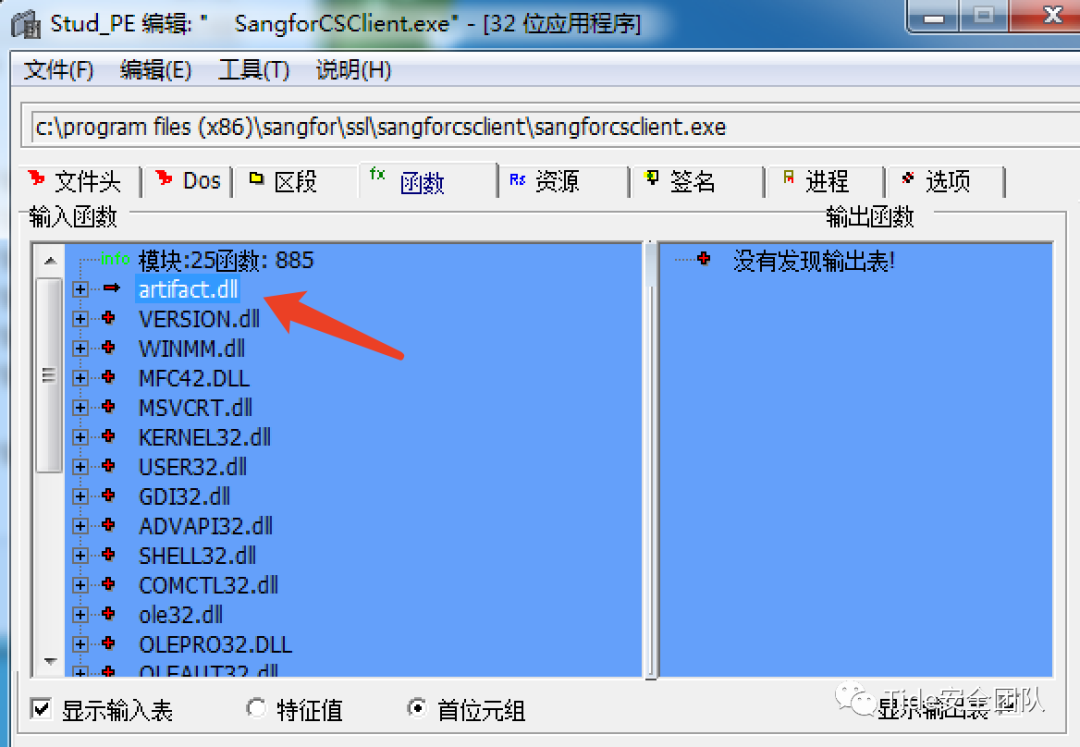 Stud_PE 编辑: " SangforCSClient.exe" - [32 位应用程序]
文件(F) 编辑(E) 工具(T) 说明(H)
c:\program files (x86)\sangfor\ssl\sangforcsclient\sangforcsclient.exe
文件头 Dos 区段 fx 函数 Rs 资源 签名 进程 选项
输入函数 输出函数
info 模块:25函数: 885
没有发现输出表!
artifact.dll
VERSION.dll
WINMM.dll
MFC42.DLL
MSVCRT.dll
KERNEL32.dll
USER32.dll
GDI32.dll
ADVAPI32.dll
SHELL32.dll
COMCTL32.dll
ole32.dll
OLEPRO32.DLL
OLEAUT32.dll
显示输入表 特征值 首位元组 显示输出表
Tide安全团队